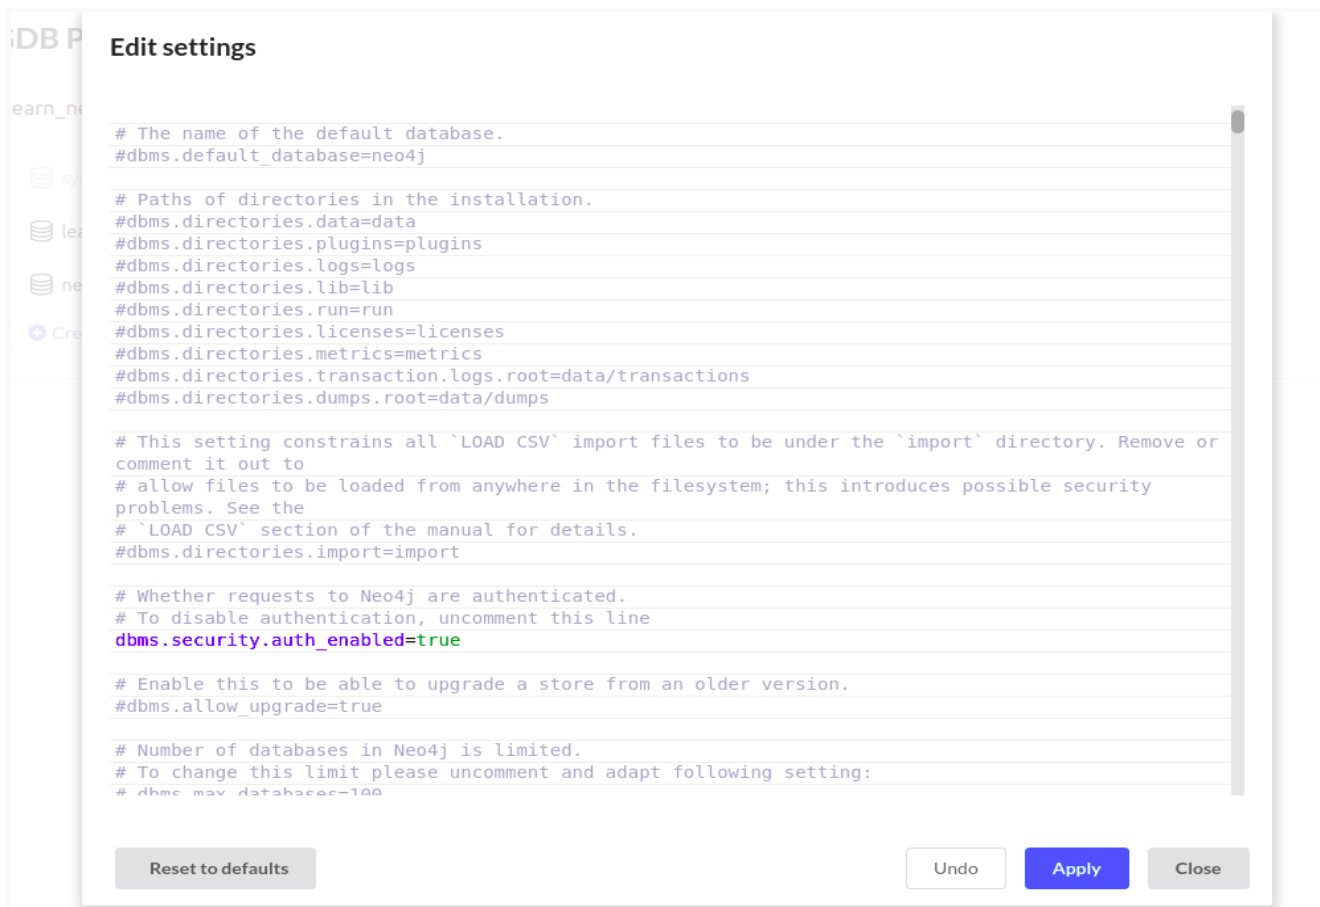 Edit settings
# The name of the default database.
#dbms.default_database=neo4j
# Paths of directories in the installation.
#dbms.directories.data=data
#dbms.directories.plugins=plugins
#dbms.directories.logs=logs
#dbms.directories.lib=lib
#dbms.directories.run=run
#dbms.directories.licenses=licenses
#dbms.directories.metrics=metrics
#dbms.directories.transaction.logs.root=data/transactions
#dbms.directories.dumps.root=data/dumps
# This setting constrains all `LOAD CSV` import files to be under the `import` directory. Remove or
comment it out to
# allow files to be loaded from anywhere in the filesystem; this introduces possible security
problems. See the
# `LOAD CSV` section of the manual for details.
#dbms.directories.import=import
# Whether requests to Neo4j are authenticated.
# To disable authentication, uncomment this line
dbms.security.auth_enabled=true
# Enable this to be able to upgrade a store from an older version.
#dbms.allow_upgrade=true
# Number of databases in Neo4j is limited.
# To change this limit please uncomment and adapt following setting:
# dbms.max_databases=100
Reset to defaults
Undo
Apply
Close